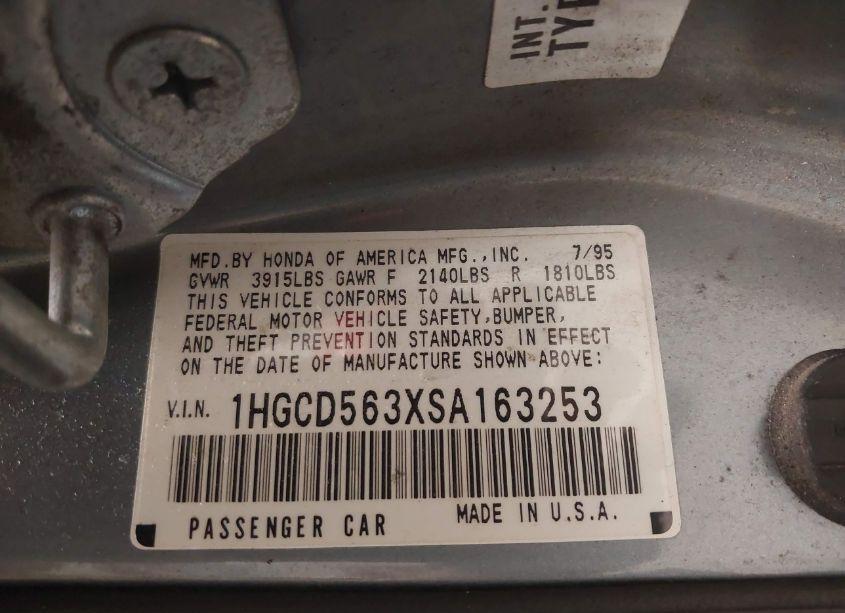 INT.
TYPE
MFD.BY HONDA OF AMERICA MFG.,INC. 7/95
GVWR 3915LBS GAWR F 2140LBS R 1810LBS
THIS VEHICLE CONFORMS TO ALL APPLICABLE
FEDERAL MOTOR VEHICLE SAFETY,BUMPER,
AND THEFT PREVENTION STANDARDS IN EFFECT
ON THE DATE OF MANUFACTURE SHOWN ABOVE:
V.I.N. 1HGCD563XSA163253
PASSENGER CAR MADE IN U.S.A.